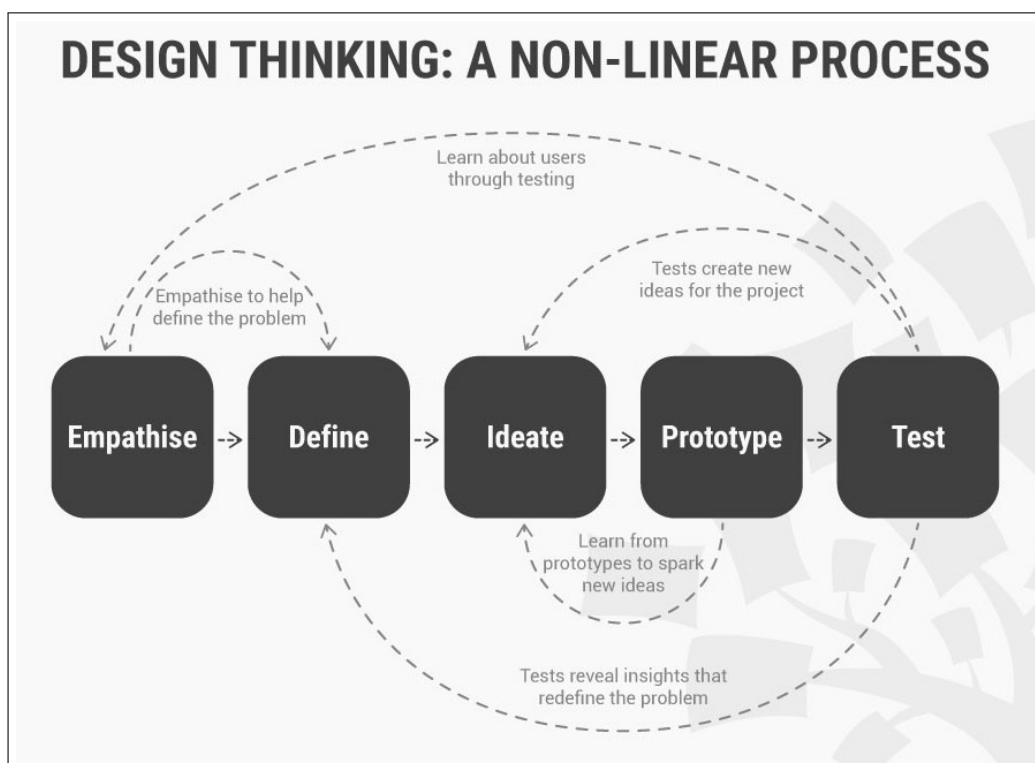 DESIGN THINKING: A NON-LINEAR PROCESS
Learn about users
through testing
Tests create new
ideas for the project
Empathise to help
define the problem
Empathise
Define
Ideate
Prototype
Test
Learn from
prototypes to spark
new ideas
Tests reveal insights that
redefine the problem